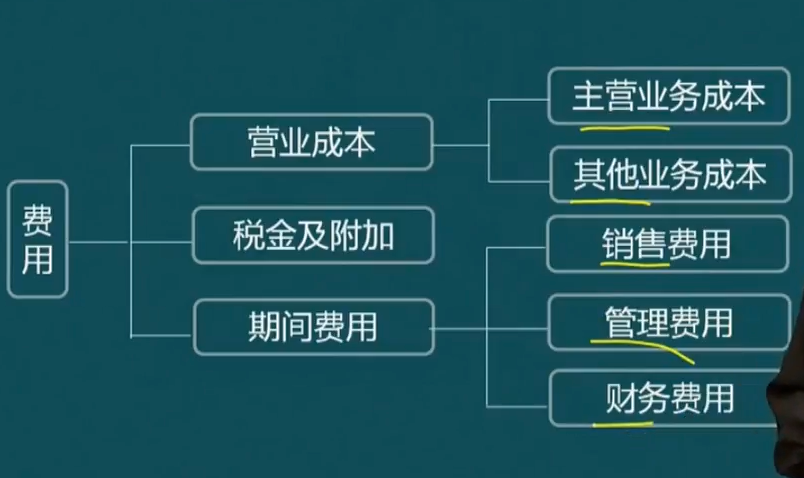 费
用
营业成本
税金及附加
期间费用
主营业务成本
其他业务成本
销售费用
管理费用
财务费用